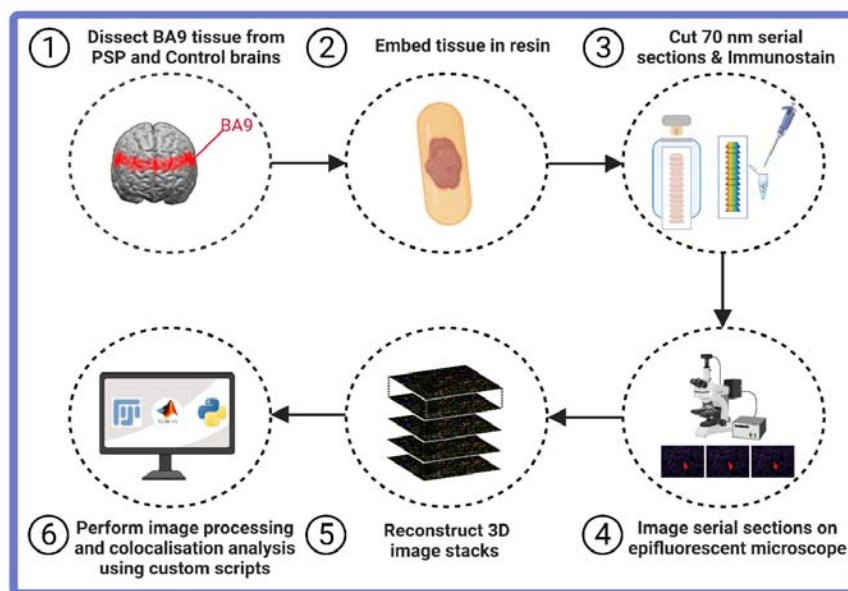 1
Dissect BA9 tissue from
PSP and Control brains
BA9
2
Embed tissue in resin
3
Cut 70 nm serial
sections & Immunostain
4
Image serial sections on
epifluorescent microscope
5
Reconstruct 3D
image stacks
6
Perform image processing
and colocalisation analysis
using custom scripts